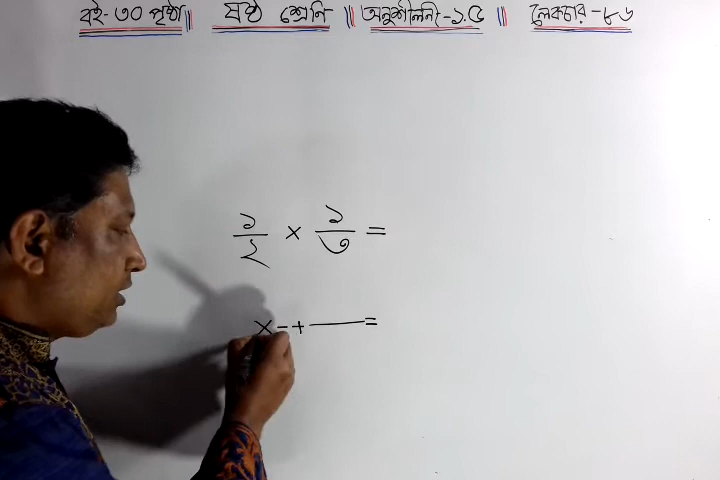 বই-৩০ পৃষ্ঠা || ষষ্ঠ শ্রেনি || অনুশীলনী-১.৫ || লেকচার-৮৬
১/২ × ১/৩ =
× - + — =